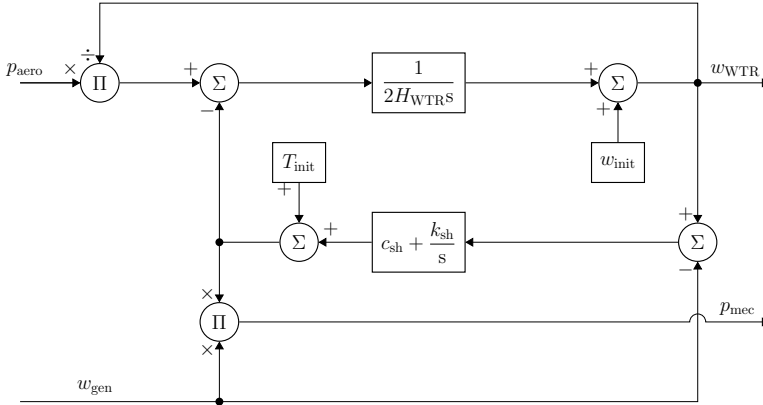 ÷
p_aero × Π + Σ 1/(2H_WTR s) + Σ w_WTR
− +
T_init w_init
+ +
Σ + c_sh + k_sh/s Σ
−
×
Π p_mec
×
w_gen